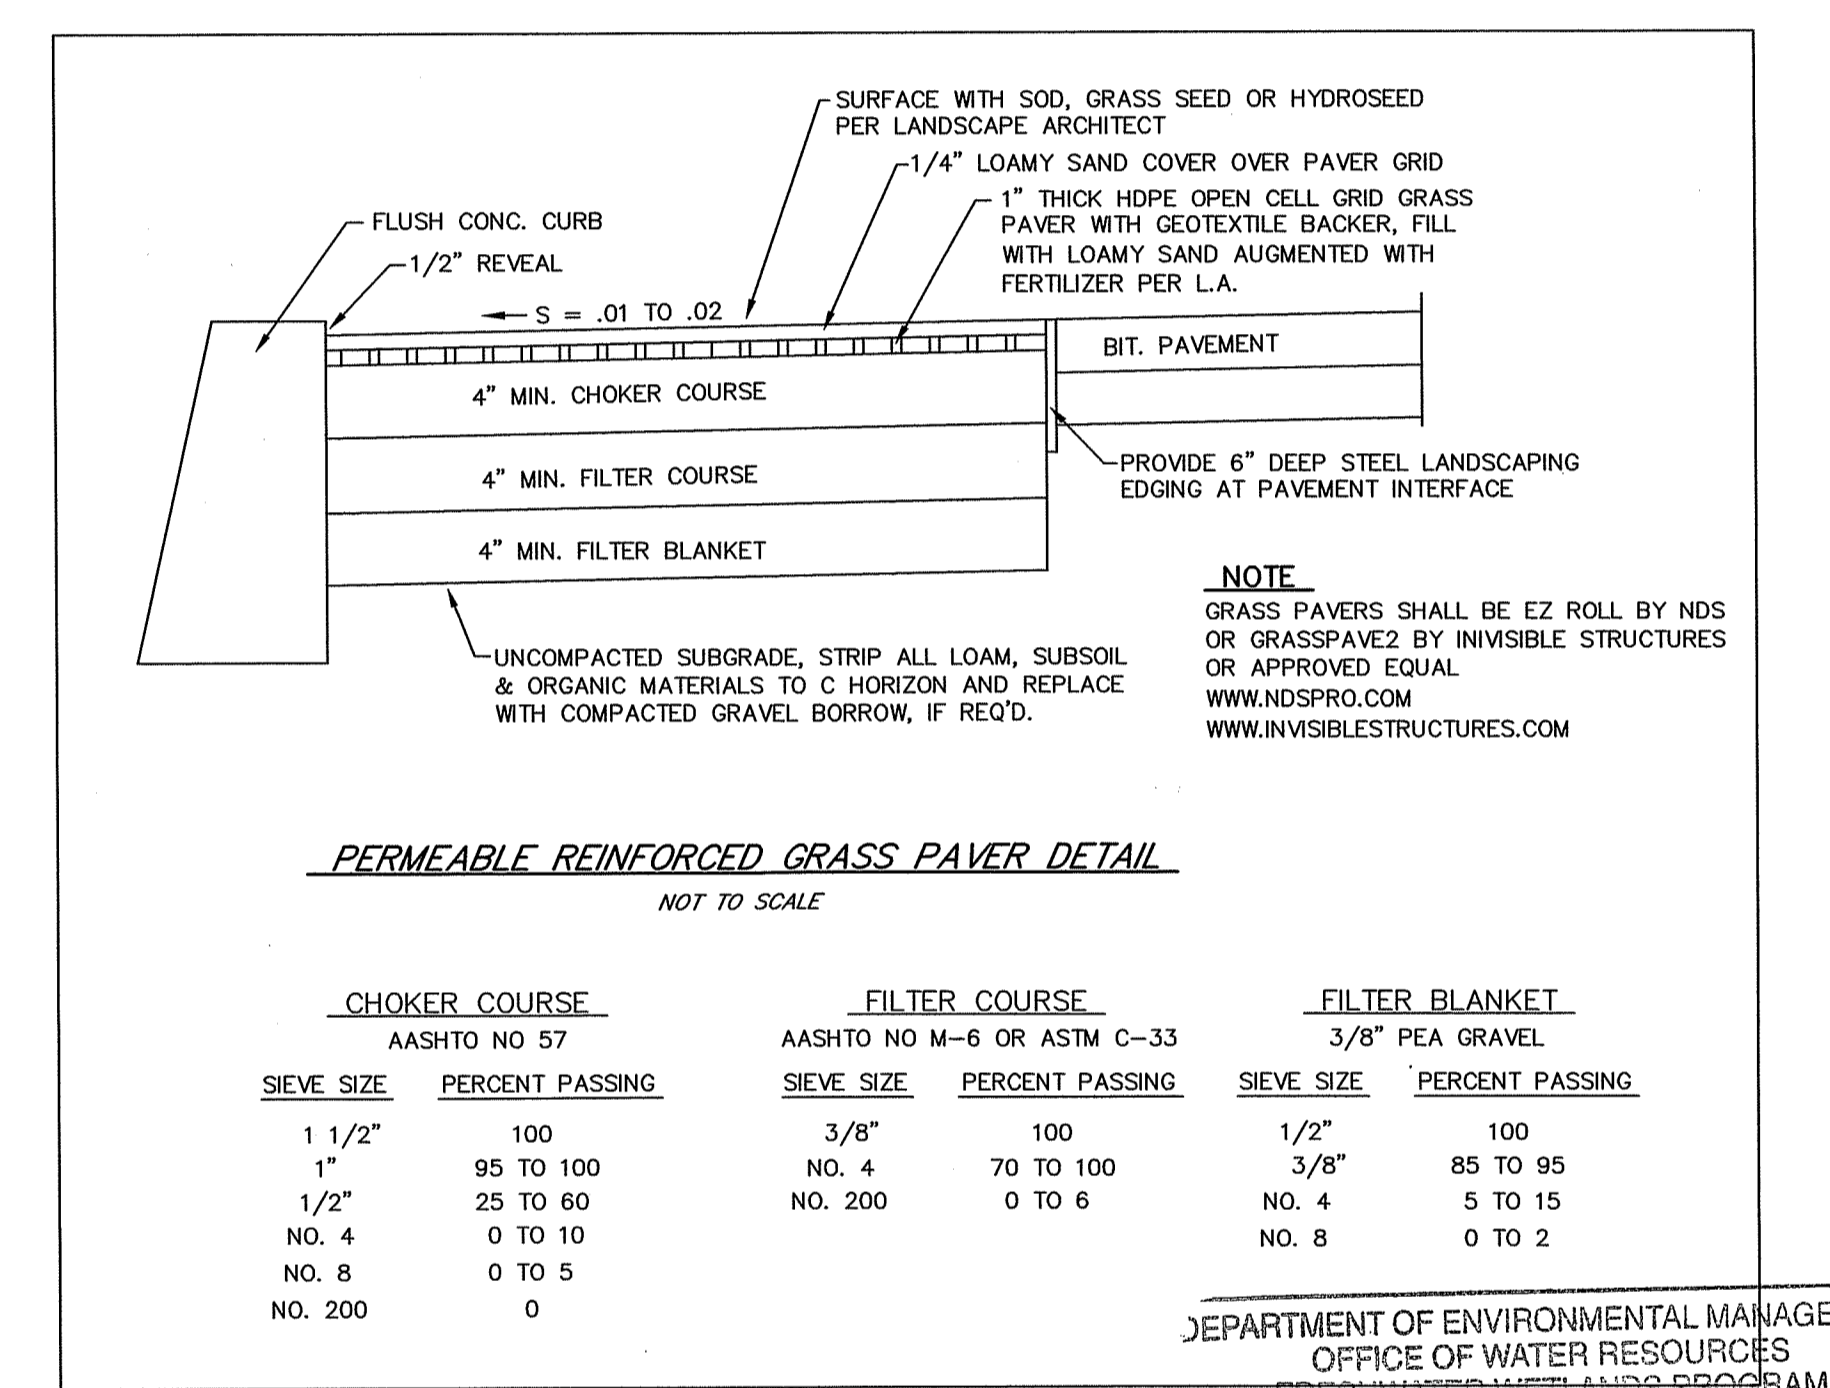 SURFACE WITH SOD, GRASS SEED OR HYDROSEED
PER LANDSCAPE ARCHITECT
1/4" LOAMY SAND COVER OVER PAVER GRID
1" THICK HDPE OPEN CELL GRID GRASS
PAVER WITH GEOTEXTILE BACKER, FILL
WITH LOAMY SAND AUGMENTED WITH
FERTILIZER PER L.A.
FLUSH CONC. CURB
1/2" REVEAL
S = .01 TO .02
BIT. PAVEMENT
4" MIN. CHOKER COURSE
4" MIN. FILTER COURSE
4" MIN. FILTER BLANKET
PROVIDE 6" DEEP STEEL LANDSCAPING
EDGING AT PAVEMENT INTERFACE
UNCOMPACTED SUBGRADE, STRIP ALL LOAM, SUBSOIL
& ORGANIC MATERIALS TO C HORIZON AND REPLACE
WITH COMPACTED GRAVEL BORROW, IF REQ'D.
NOTE
GRASS PAVERS SHALL BE EZ ROLL BY NDS
OR GRASSPAVE2 BY INIVISIBLE STRUCTURES
OR APPROVED EQUAL
WWW.NDSPRO.COM
WWW.INVISIBLESTRUCTURES.COM
PERMEABLE REINFORCED GRASS PAVER DETAIL
NOT TO SCALE
CHOKER COURSE
AASHTO NO 57
SIEVE SIZE PERCENT PASSING
1 1/2" 100
1" 95 TO 100
1/2" 25 TO 60
NO. 4 0 TO 10
NO. 8 0 TO 5
NO. 200 0
FILTER COURSE
AASHTO NO M-6 OR ASTM C-33
SIEVE SIZE PERCENT PASSING
3/8" 100
NO. 4 70 TO 100
NO. 200 0 TO 6
FILTER BLANKET
3/8" PEA GRAVEL
SIEVE SIZE PERCENT PASSING
1/2" 100
3/8" 85 TO 95
NO. 4 5 TO 15
NO. 8 0 TO 2
DEPARTMENT OF ENVIRONMENTAL MANAGE
OFFICE OF WATER RESOURCES